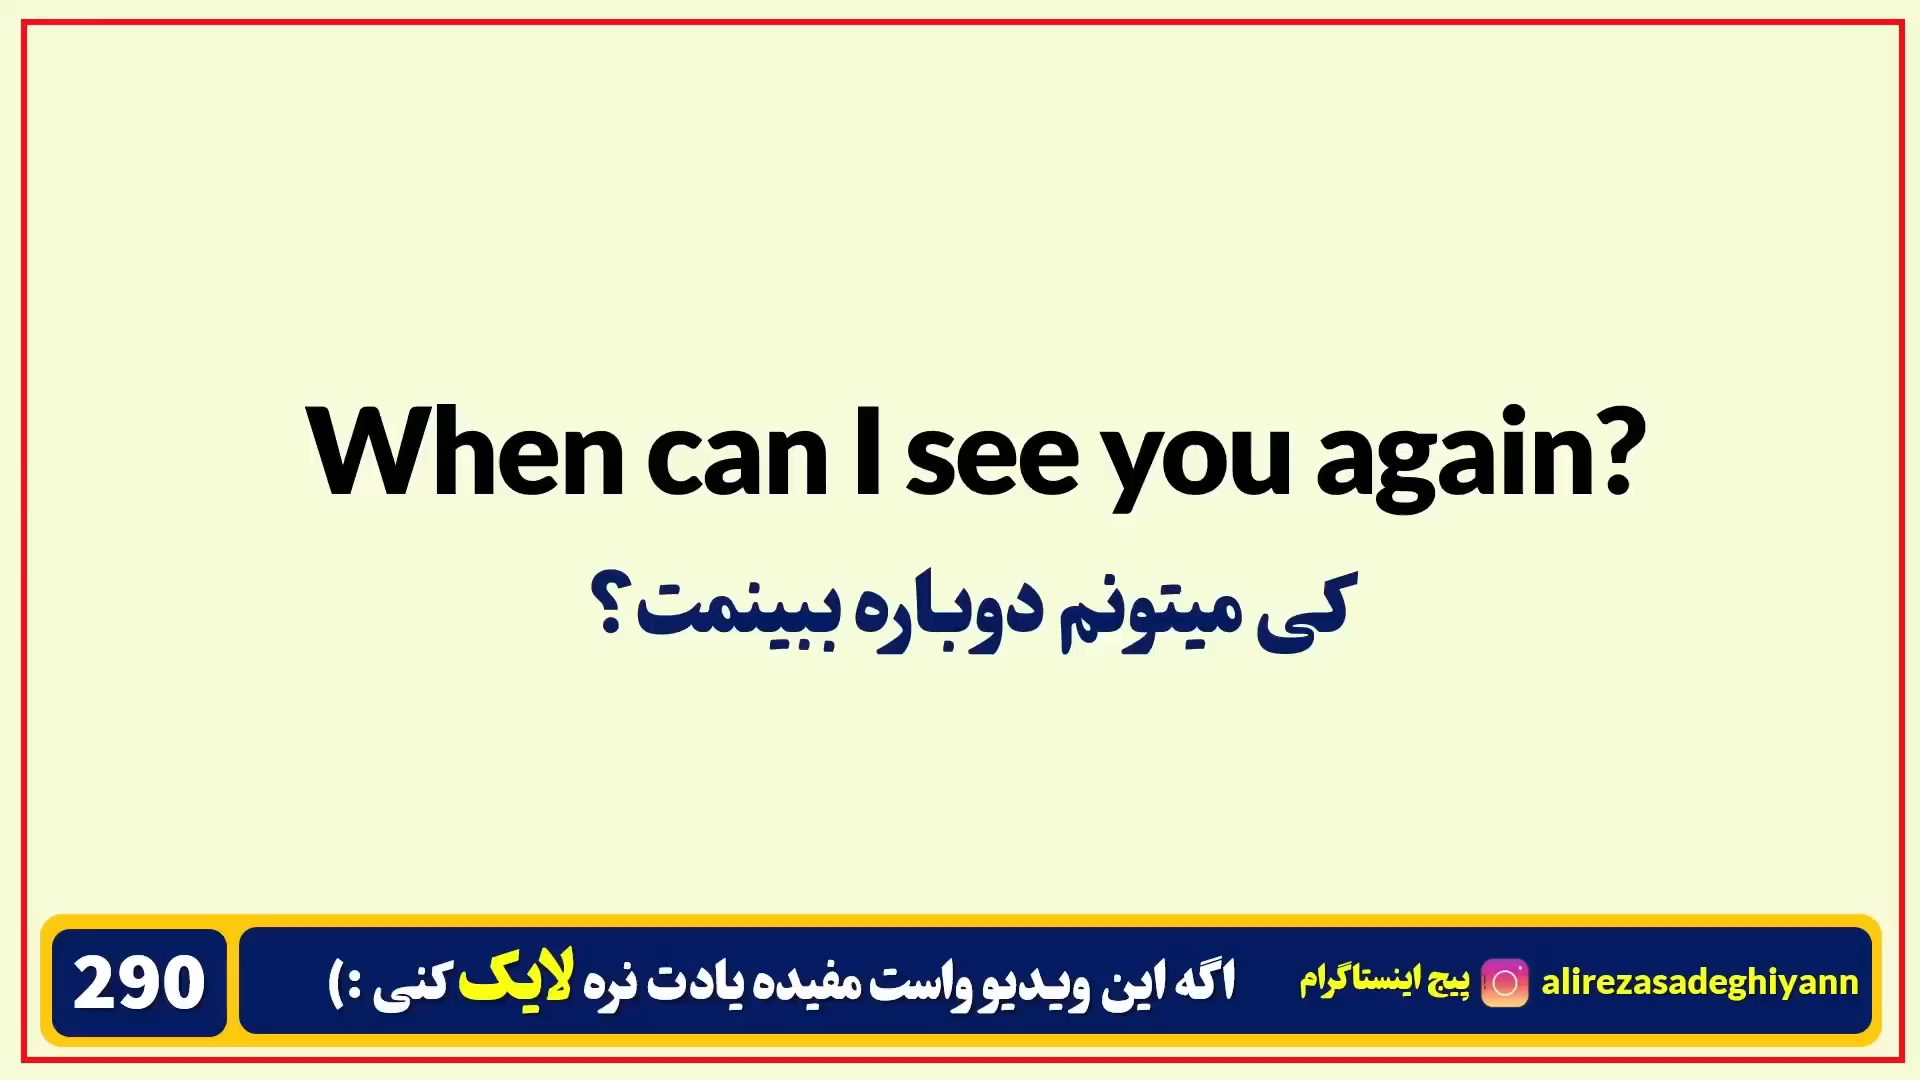 When can I see you again?
کی میتونم دوباره ببینمت؟
290
اگه این ویدیو واست مفیده یادت نره لایک کنی :)
پیج اینستاگرام
alirezasadeghiyann